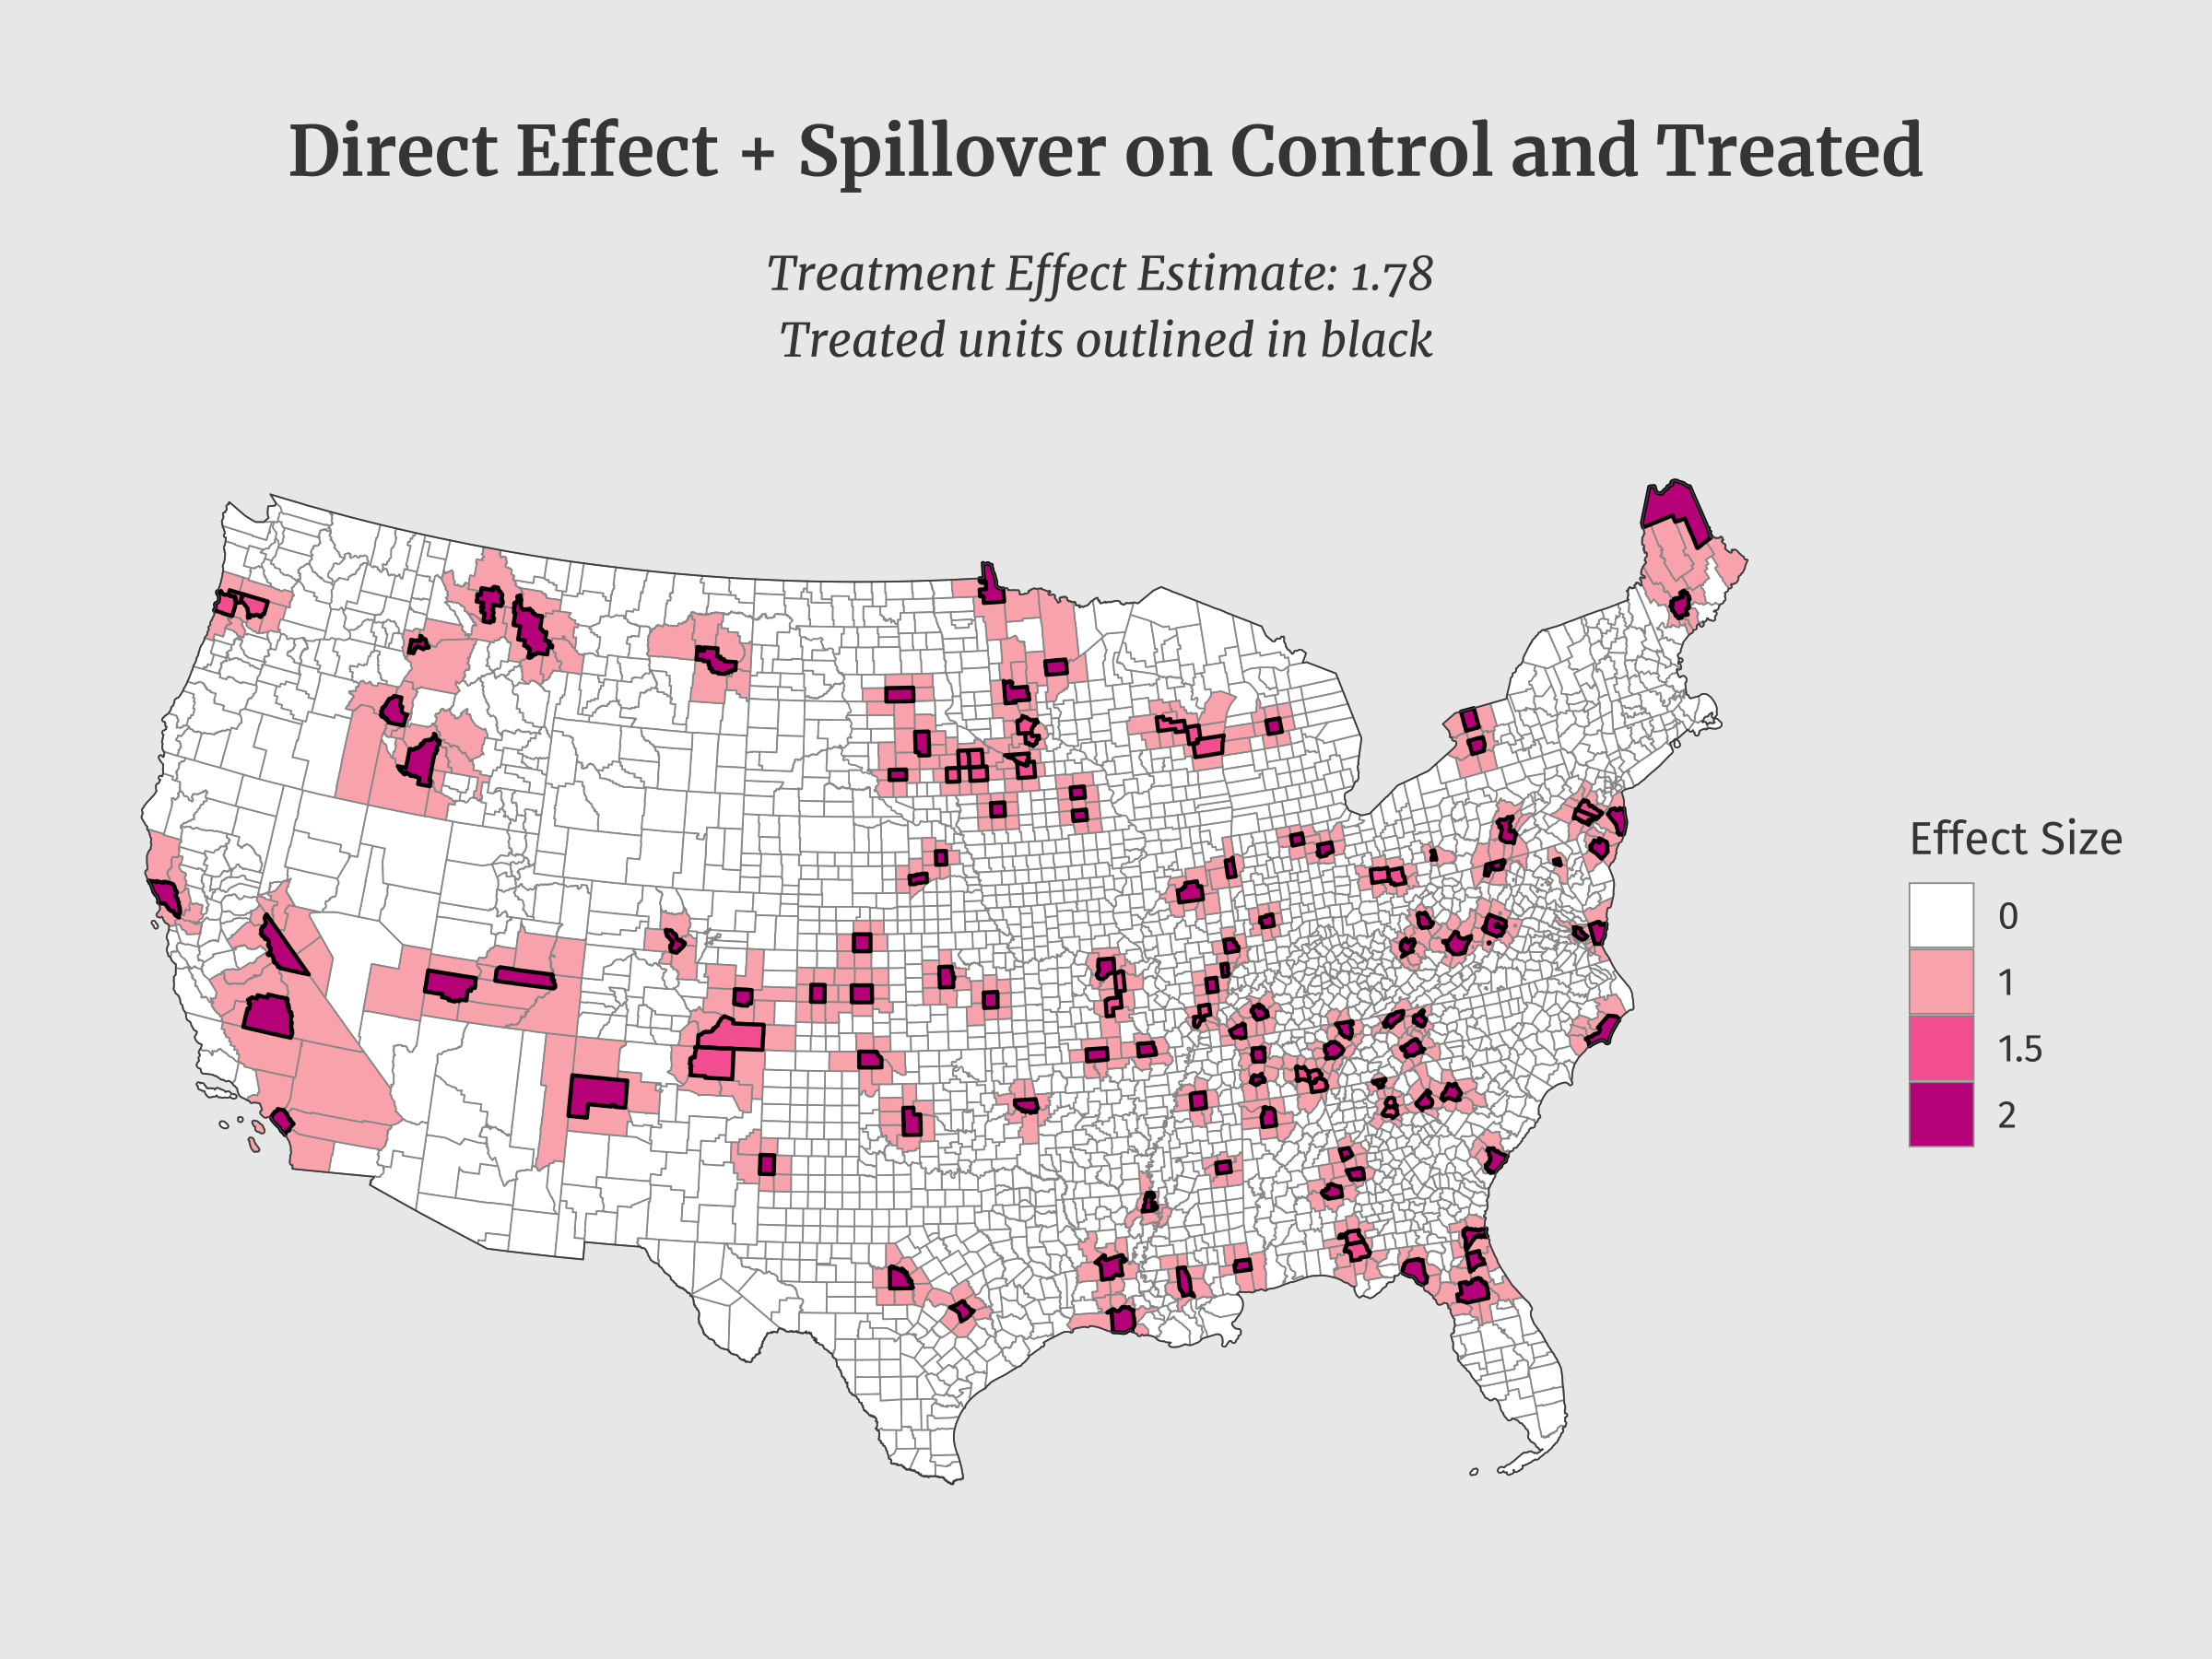 Direct Effect + Spillover on Control and Treated
Treatment Effect Estimate: 1.78
Treated units outlined in black
Effect Size
0
1
1.5
2